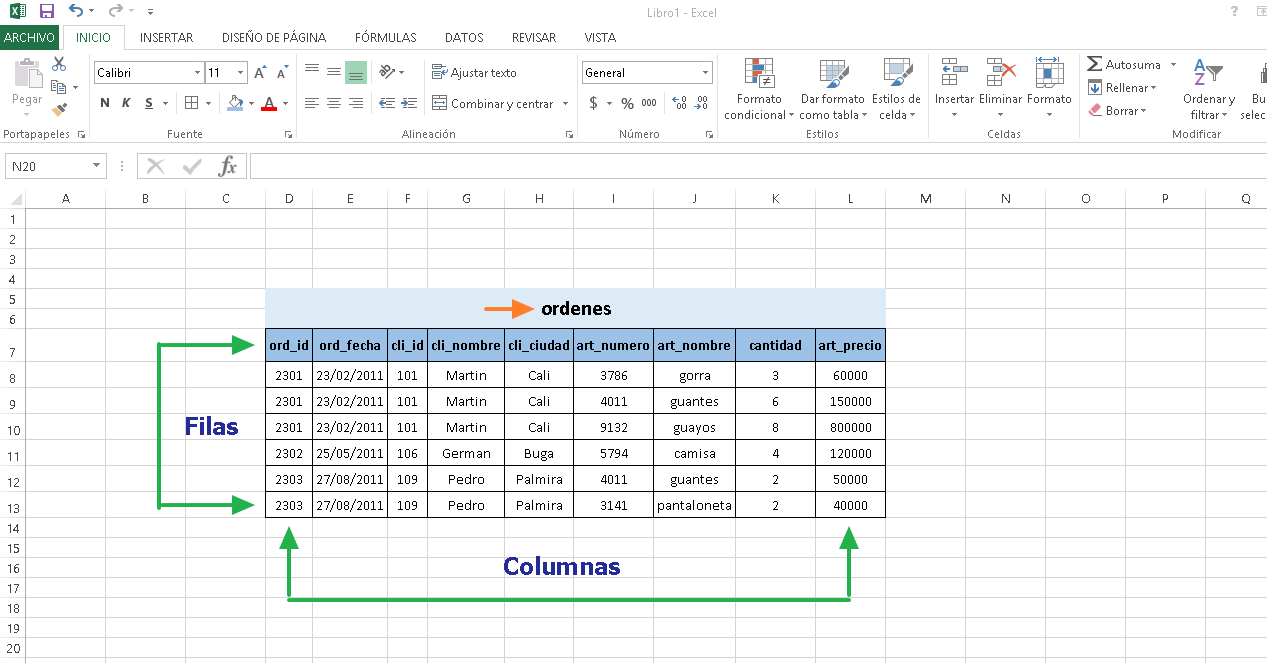 Libro1 - Excel
ARCHIVO INICIO INSERTAR DISEÑO DE PÁGINA FÓRMULAS DATOS REVISAR VISTA
Pegar
Portapapeles
Calibri 11
N K S A
Fuente
Ajustar texto
Combinar y centrar
Alineación
General
$ % 000
Número
Formato condicional
Dar formato como tabla
Estilos de celda
Estilos
Insertar Eliminar Formato
Celdas
Autosuma
Rellenar
Borrar
Ordenar y filtrar
Modificar
N20 fx
A B C D E F G H I J K L M N O P Q
1
2
3
4
5
6
ordenes
7 ord_id ord_fecha cli_id cli_nombre cli_ciudad art_numero art_nombre cantidad art_precio
8 2301 23/02/2011 101 Martin Cali 3786 gorra 3 60000
9 2301 23/02/2011 101 Martin Cali 4011 guantes 6 150000
10 2301 23/02/2011 101 Martin Cali 9132 guayos 8 800000
Filas
11 2302 25/05/2011 106 German Buga 5794 camisa 4 120000
12 2303 27/08/2011 109 Pedro Palmira 4011 guantes 2 50000
13 2303 27/08/2011 109 Pedro Palmira 3141 pantaloneta 2 40000
14
15
16
Columnas
17
18
19
20